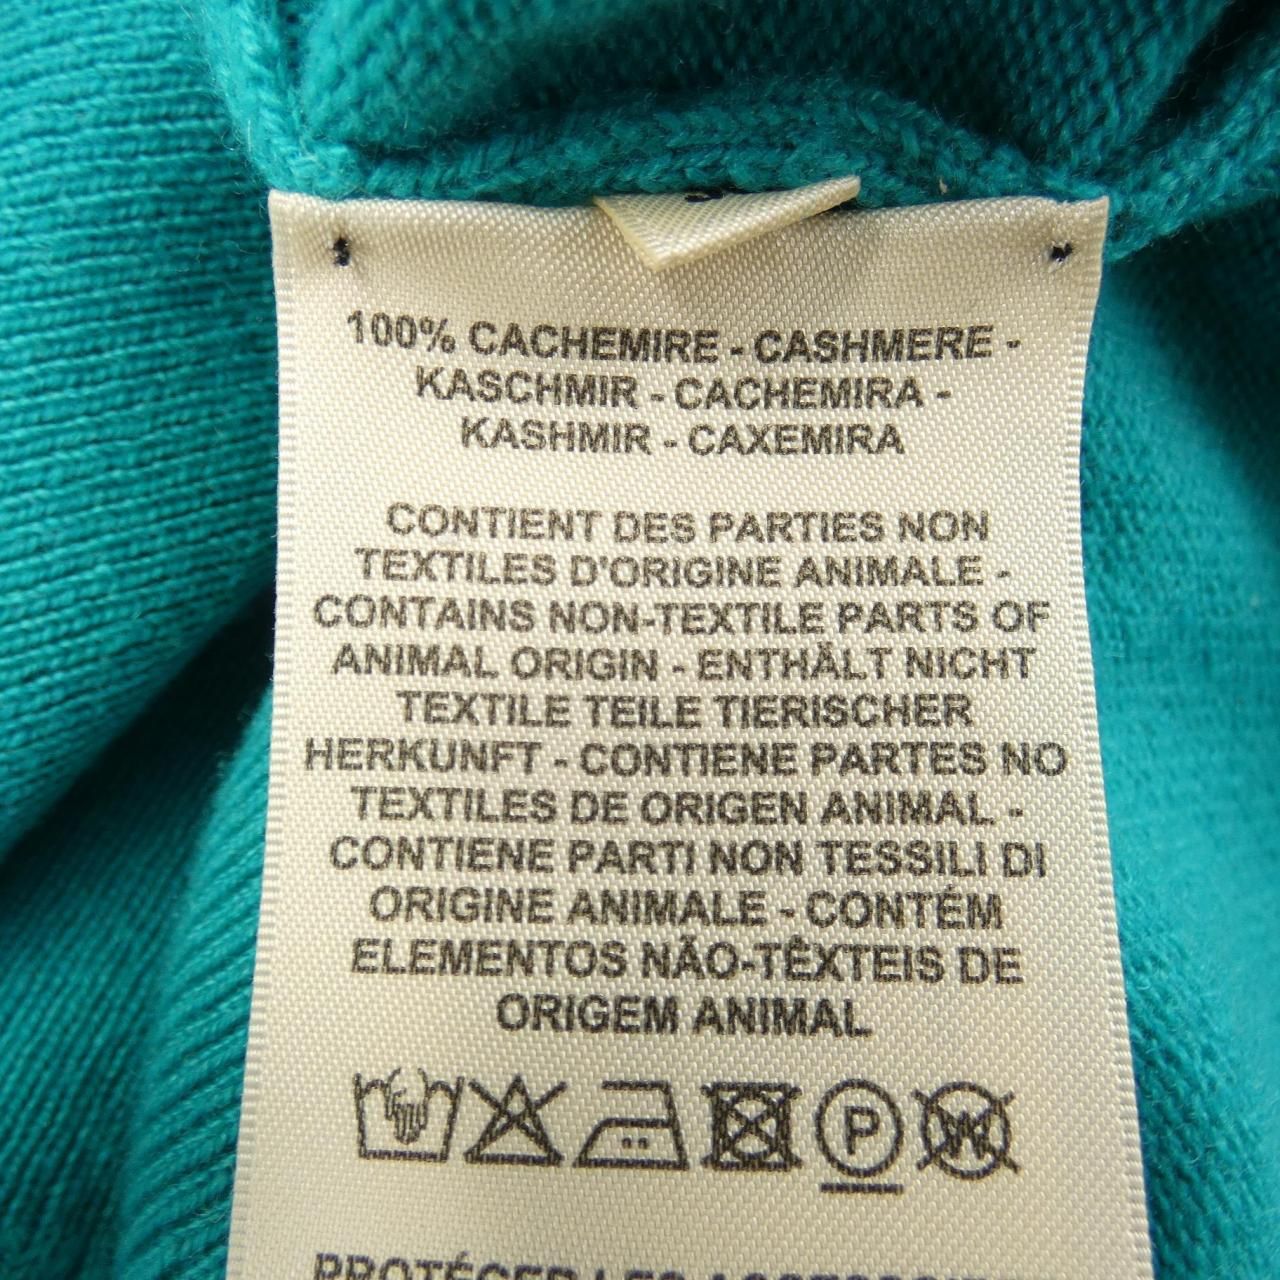 100% CACHEMIRE - CASHMERE -
KASCHMIR - CACHEMIRA -
KASHMIR - CAXEMIRA
CONTIENT DES PARTIES NON
TEXTILES D'ORIGINE ANIMALE -
CONTAINS NON-TEXTILE PARTS OF
ANIMAL ORIGIN - ENTHÄLT NICHT
TEXTILE TEILE TIERISCHER
HERKUNFT - CONTIENE PARTES NO
TEXTILES DE ORIGEN ANIMAL -
CONTIENE PARTI NON TESSILI DI
ORIGINE ANIMALE - CONTÉM
ELEMENTOS NÃO-TÊXTEIS DE
ORIGEM ANIMAL
P W
PROTÉGER LES